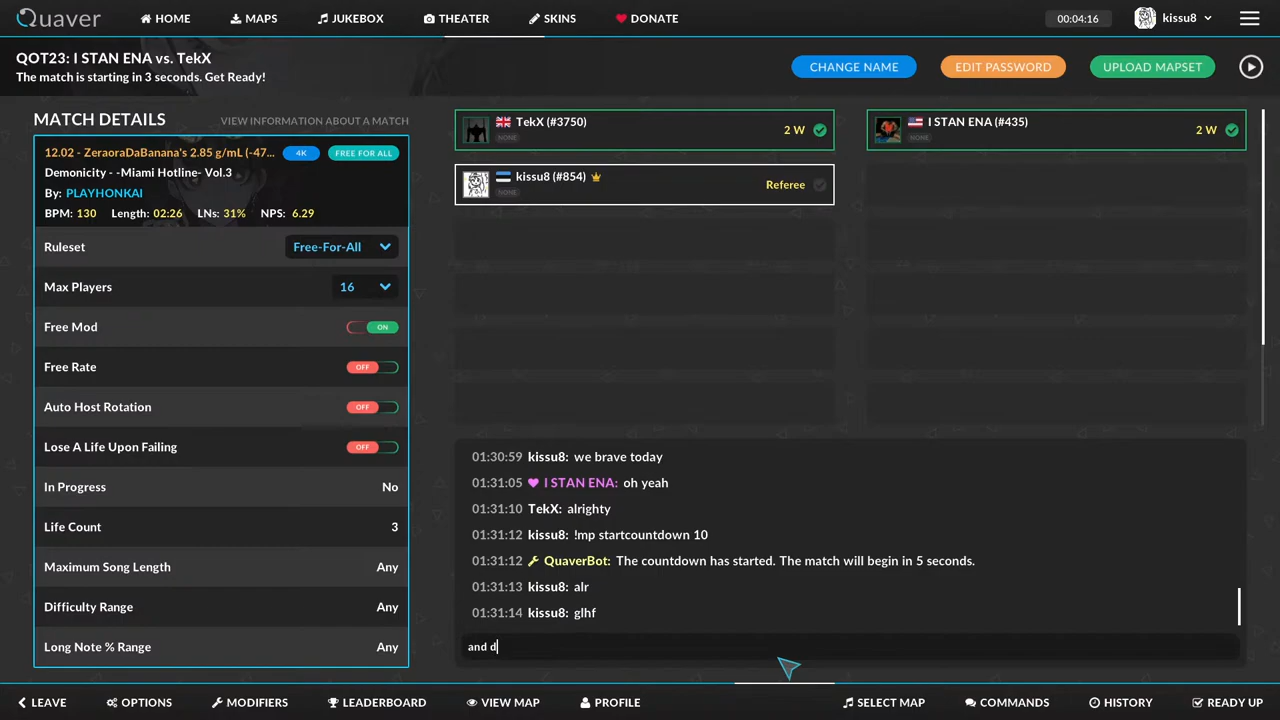 Quaver
HOME
MAPS
JUKEBOX
THEATER
SKINS
DONATE
00:04:16
kissu8
QOT23: I STAN ENA vs. TekX
The match is starting in 3 seconds. Get Ready!
CHANGE NAME
EDIT PASSWORD
UPLOAD MAPSET
MATCH DETAILS
VIEW INFORMATION ABOUT A MATCH
12.02 - ZeraoraDaBanana's 2.85 g/mL (-47...
4K
FREE FOR ALL
Demonicity - -Miami Hotline- Vol.3
By: PLAYHONKAI
BPM: 130 Length: 02:26 LNs: 31% NPS: 6.29
Ruleset Free-For-All
Max Players 16
Free Mod ON
Free Rate OFF
Auto Host Rotation OFF
Lose A Life Upon Failing OFF
In Progress No
Life Count 3
Maximum Song Length Any
Difficulty Range Any
Long Note % Range Any
TekX (#3750)
NONE
2 W
I STAN ENA (#435)
NONE
2 W
kissu8 (#854)
NONE
Referee
01:30:59 kissu8: we brave today
01:31:05 I STAN ENA: oh yeah
01:31:10 TekX: alrighty
01:31:12 kissu8: !mp startcountdown 10
01:31:12 QuaverBot: The countdown has started. The match will begin in 5 seconds.
01:31:13 kissu8: alr
01:31:14 kissu8: glhf
and d
LEAVE
OPTIONS
MODIFIERS
LEADERBOARD
VIEW MAP
PROFILE
SELECT MAP
COMMANDS
HISTORY
READY UP